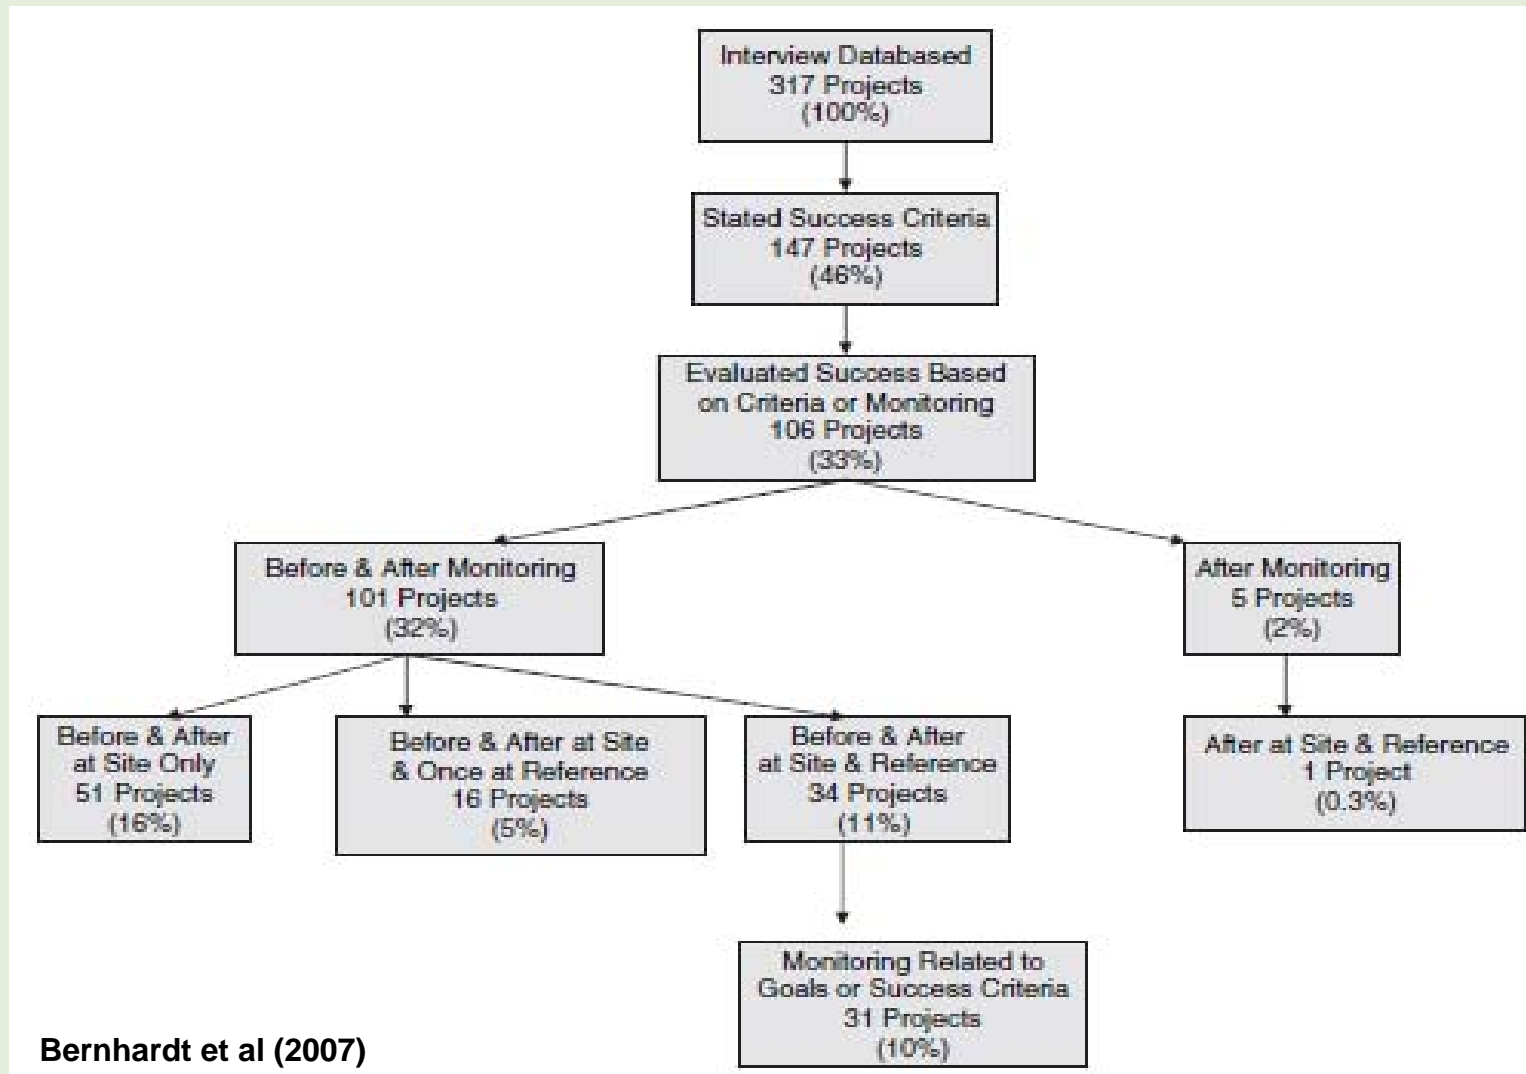 Interview Databased
317 Projects
(100%)
Stated Success Criteria
147 Projects
(46%)
Evaluated Success Based
on Criteria or Monitoring
106 Projects
(33%)
Before & After Monitoring
101 Projects
(32%)
After Monitoring
5 Projects
(2%)
Before & After
at Site Only
51 Projects
(16%)
Before & After at Site
& Once at Reference
16 Projects
(5%)
Before & After
at Site & Reference
34 Projects
(11%)
After at Site & Reference
1 Project
(0.3%)
Monitoring Related to
Goals or Success Criteria
31 Projects
(10%)
Bernhardt et al (2007)